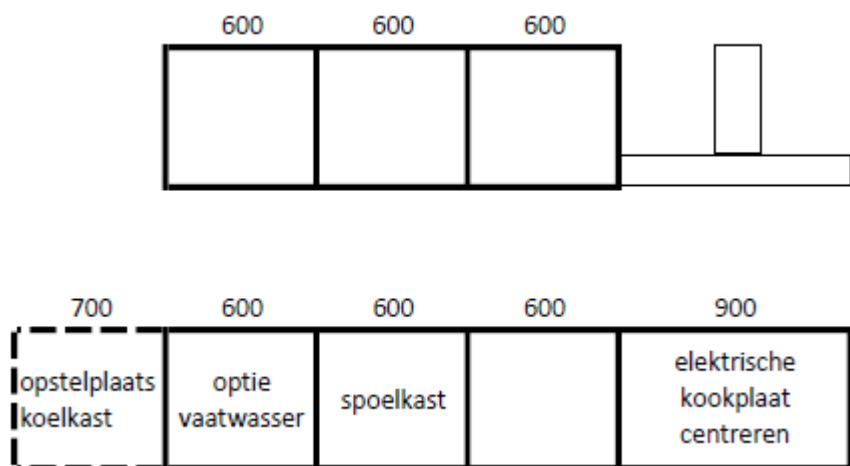 600 600 600
700 600 600 600 900
opstelplaats
koelkast
optie
vaatwasser
spoelkast
elektrische
kookplaat
centreren